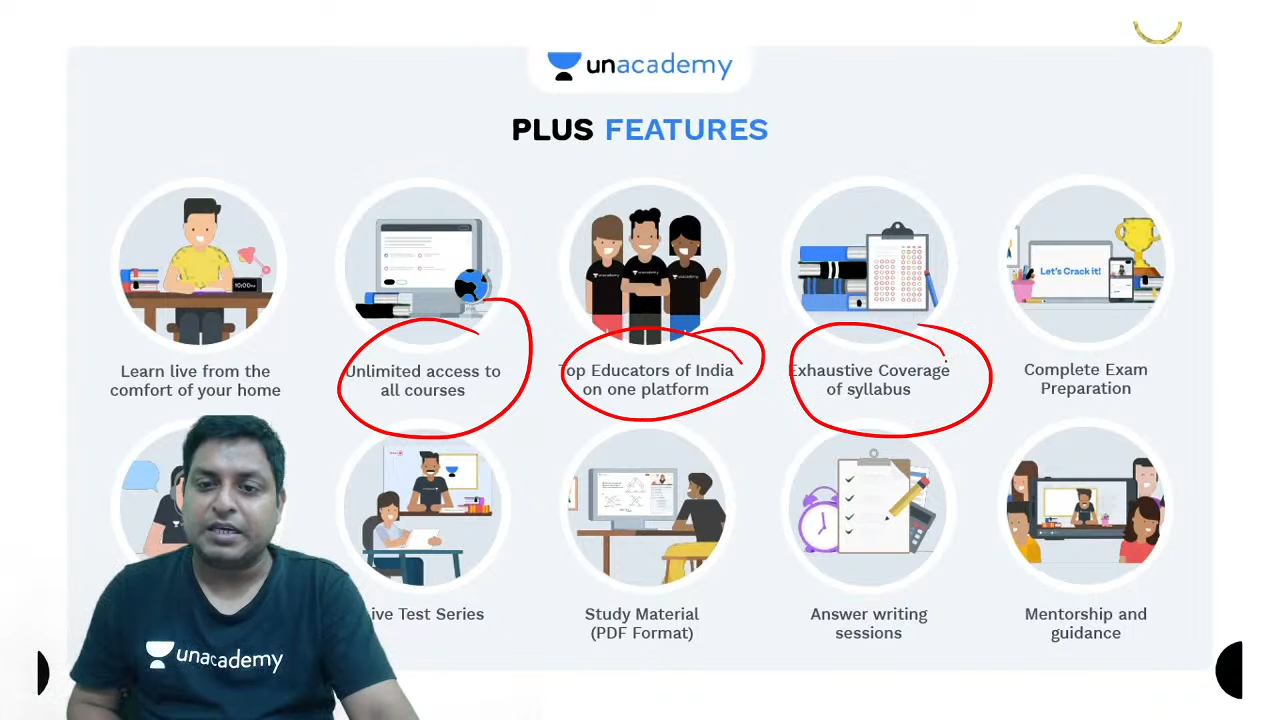 unacademy
PLUS FEATURES
10:00
Let's Crack it!
Learn live from the
comfort of your home
Unlimited access to
all courses
Top Educators of India
on one platform
Exhaustive Coverage
of syllabus
Complete Exam
Preparation
Test Series
Study Material
(PDF Format)
Answer writing
sessions
Mentorship and
guidance
unacademy